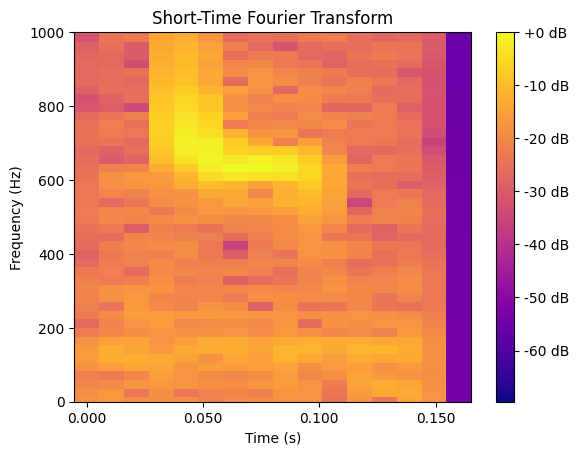 Short-Time Fourier Transform
1000
800
600
400
200
0
Frequency (Hz)
0.000
0.050
0.100
0.150
Time (s)
+0 dB
-10 dB
-20 dB
-30 dB
-40 dB
-50 dB
-60 dB